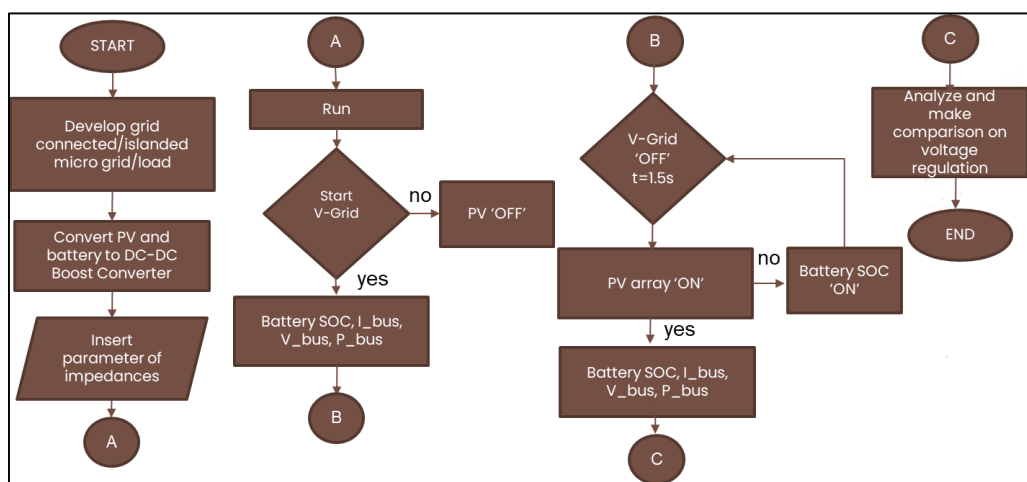 START
Develop grid
connected/islanded
micro grid/load
Convert PV and
battery to DC-DC
Boost Converter
Insert
parameter of
impedances
A
A
Run
Start
V-Grid
no
PV ‘OFF’
yes
Battery SOC, I_bus,
V_bus, P_bus
B
B
V-Grid
‘OFF’
t=1.5s
PV array ‘ON’
no
Battery SOC
‘ON’
yes
Battery SOC, I_bus,
V_bus, P_bus
C
C
Analyze and
make
comparison on
voltage
regulation
END